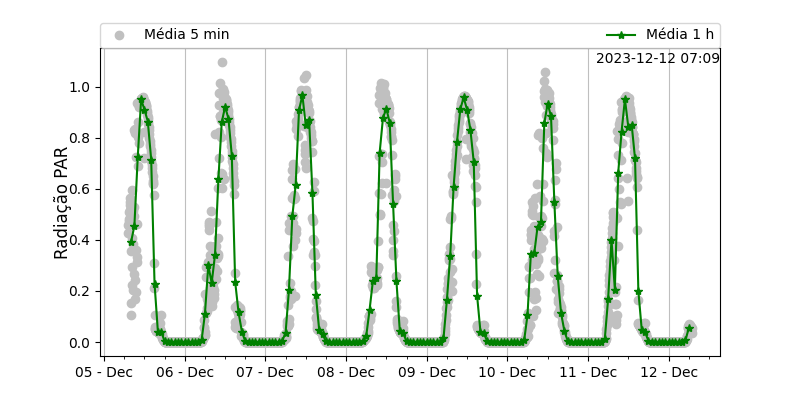 Média 5 min
Média 1 h
2023-12-12 07:09
Radiação PAR
1.0
0.8
0.6
0.4
0.2
0.0
05 - Dec 06 - Dec 07 - Dec 08 - Dec 09 - Dec 10 - Dec 11 - Dec 12 - Dec